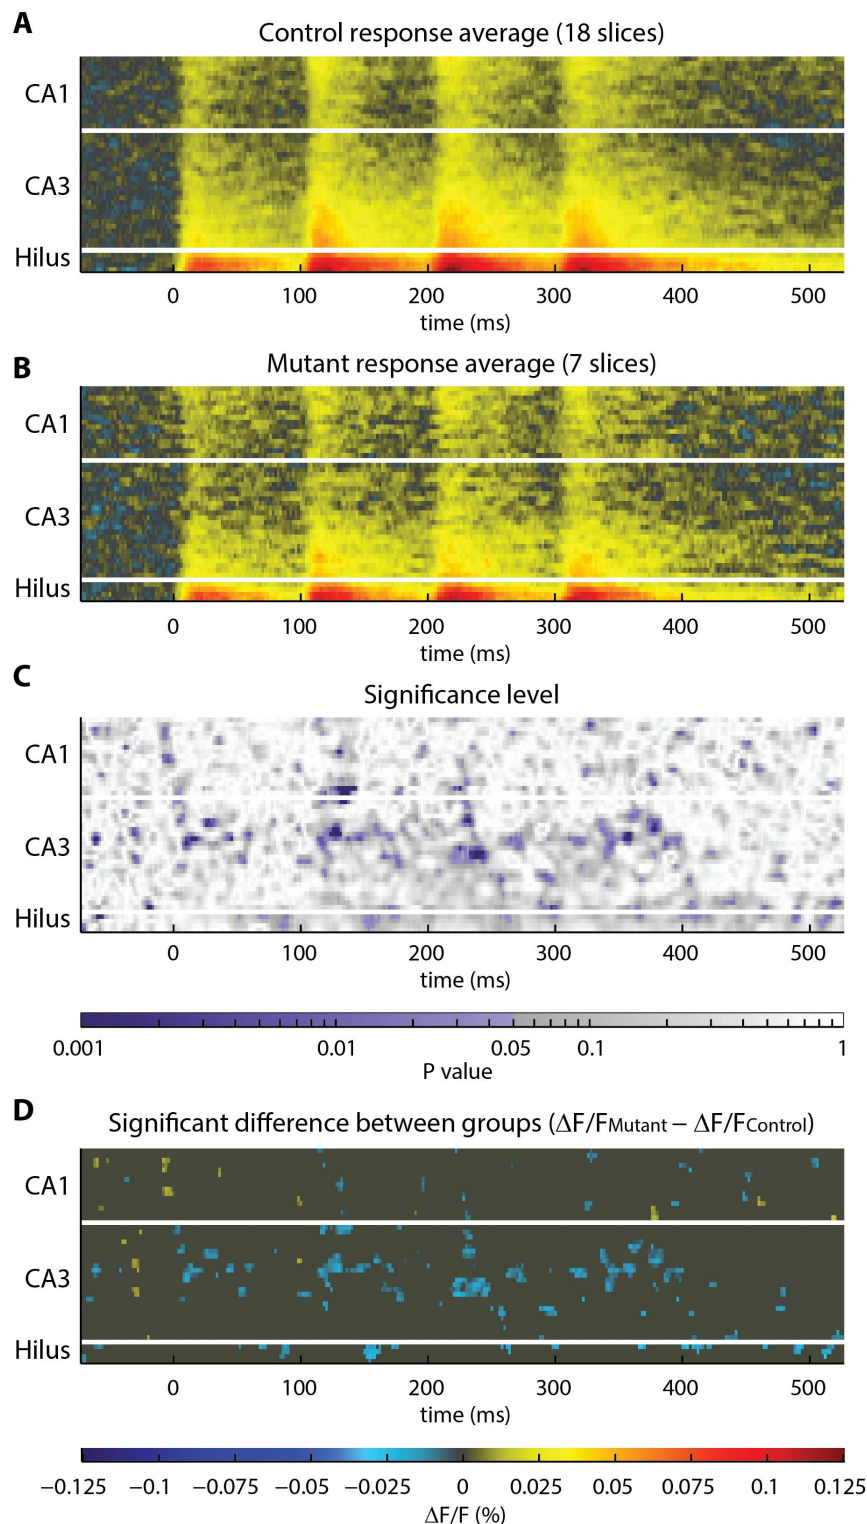 A
Control response average (18 slices)
CA1
CA3
Hilus
0 100 200 300 400 500
time (ms)
B
Mutant response average (7 slices)
CA1
CA3
Hilus
0 100 200 300 400 500
time (ms)
C
Significance level
CA1
CA3
Hilus
0 100 200 300 400 500
time (ms)
0.001 0.01 0.05 0.1 1
P value
D
Significant difference between groups (ΔF/FMutant – ΔF/FControl)
CA1
CA3
Hilus
0 100 200 300 400 500
time (ms)
−0.125 −0.1 −0.075 −0.05 −0.025 0 0.025 0.05 0.075 0.1 0.125
ΔF/F (%)